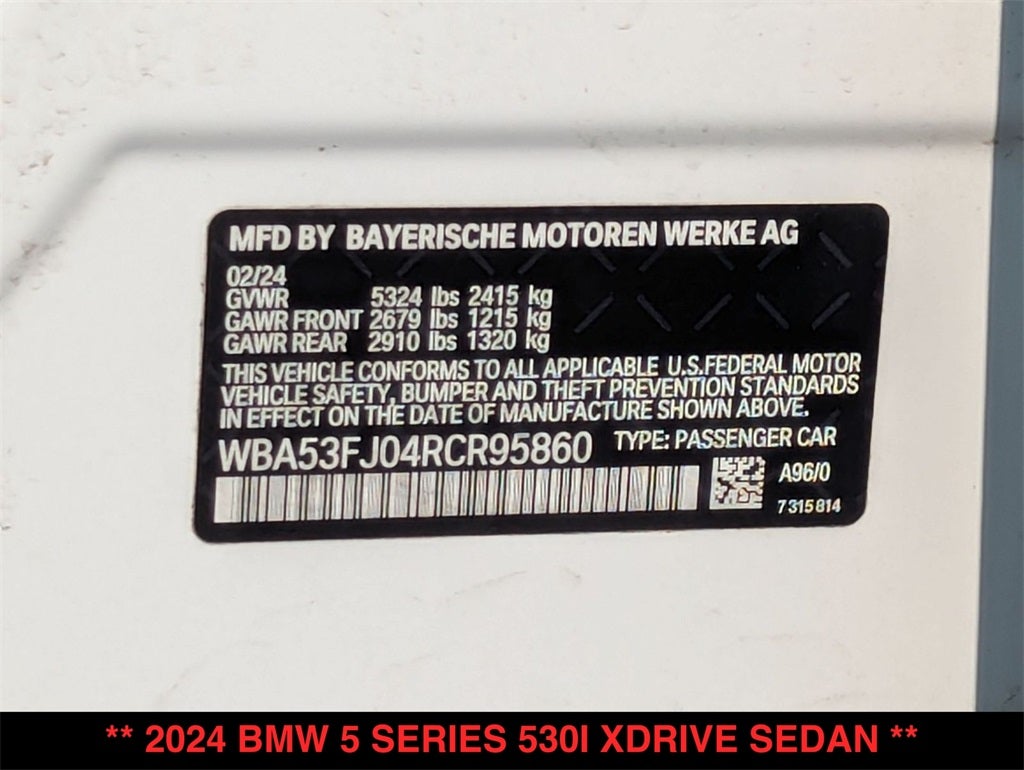 MFD BY BAYERISCHE MOTOREN WERKE AG
02/24
GVWR 5324 lbs 2415 kg
GAWR FRONT 2679 lbs 1215 kg
GAWR REAR 2910 lbs 1320 kg
THIS VEHICLE CONFORMS TO ALL APPLICABLE U.S.FEDERAL MOTOR
VEHICLE SAFETY, BUMPER AND THEFT PREVENTION STANDARDS
IN EFFECT ON THE DATE OF MANUFACTURE SHOWN ABOVE.
WBA53FJ04RCR95860 TYPE: PASSENGER CAR
A96/0
7315814
** 2024 BMW 5 SERIES 530I XDRIVE SEDAN **